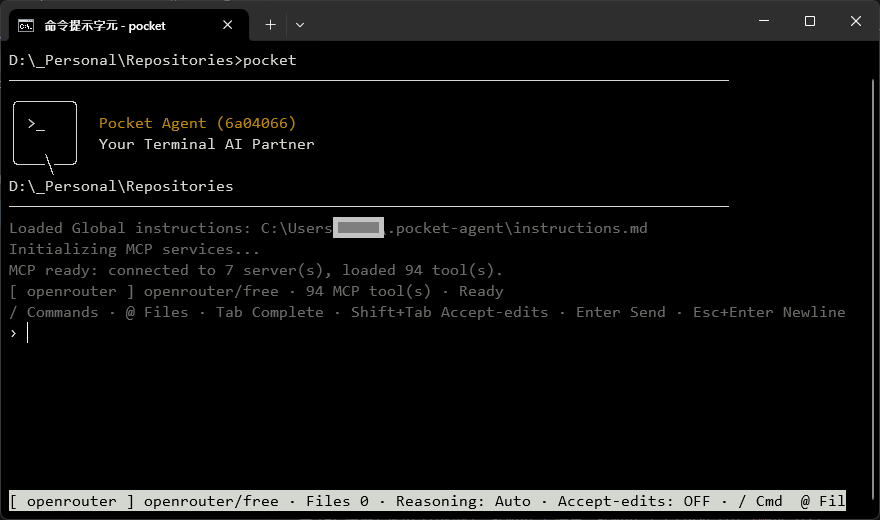 命令提示字元 - pocket
D:\_Personal\Repositories>pocket
>_
Pocket Agent (6a04066)
Your Terminal AI Partner
D:\_Personal\Repositories
Loaded Global instructions: C:\Users\.pocket-agent\instructions.md
Initializing MCP services...
MCP ready: connected to 7 server(s), loaded 94 tool(s).
[ openrouter ] openrouter/free · 94 MCP tool(s) · Ready
/ Commands · @ Files · Tab Complete · Shift+Tab Accept-edits · Enter Send · Esc+Enter Newline
›
[ openrouter ] openrouter/free · Files 0 · Reasoning: Auto · Accept-edits: OFF · / Cmd  @ Fil